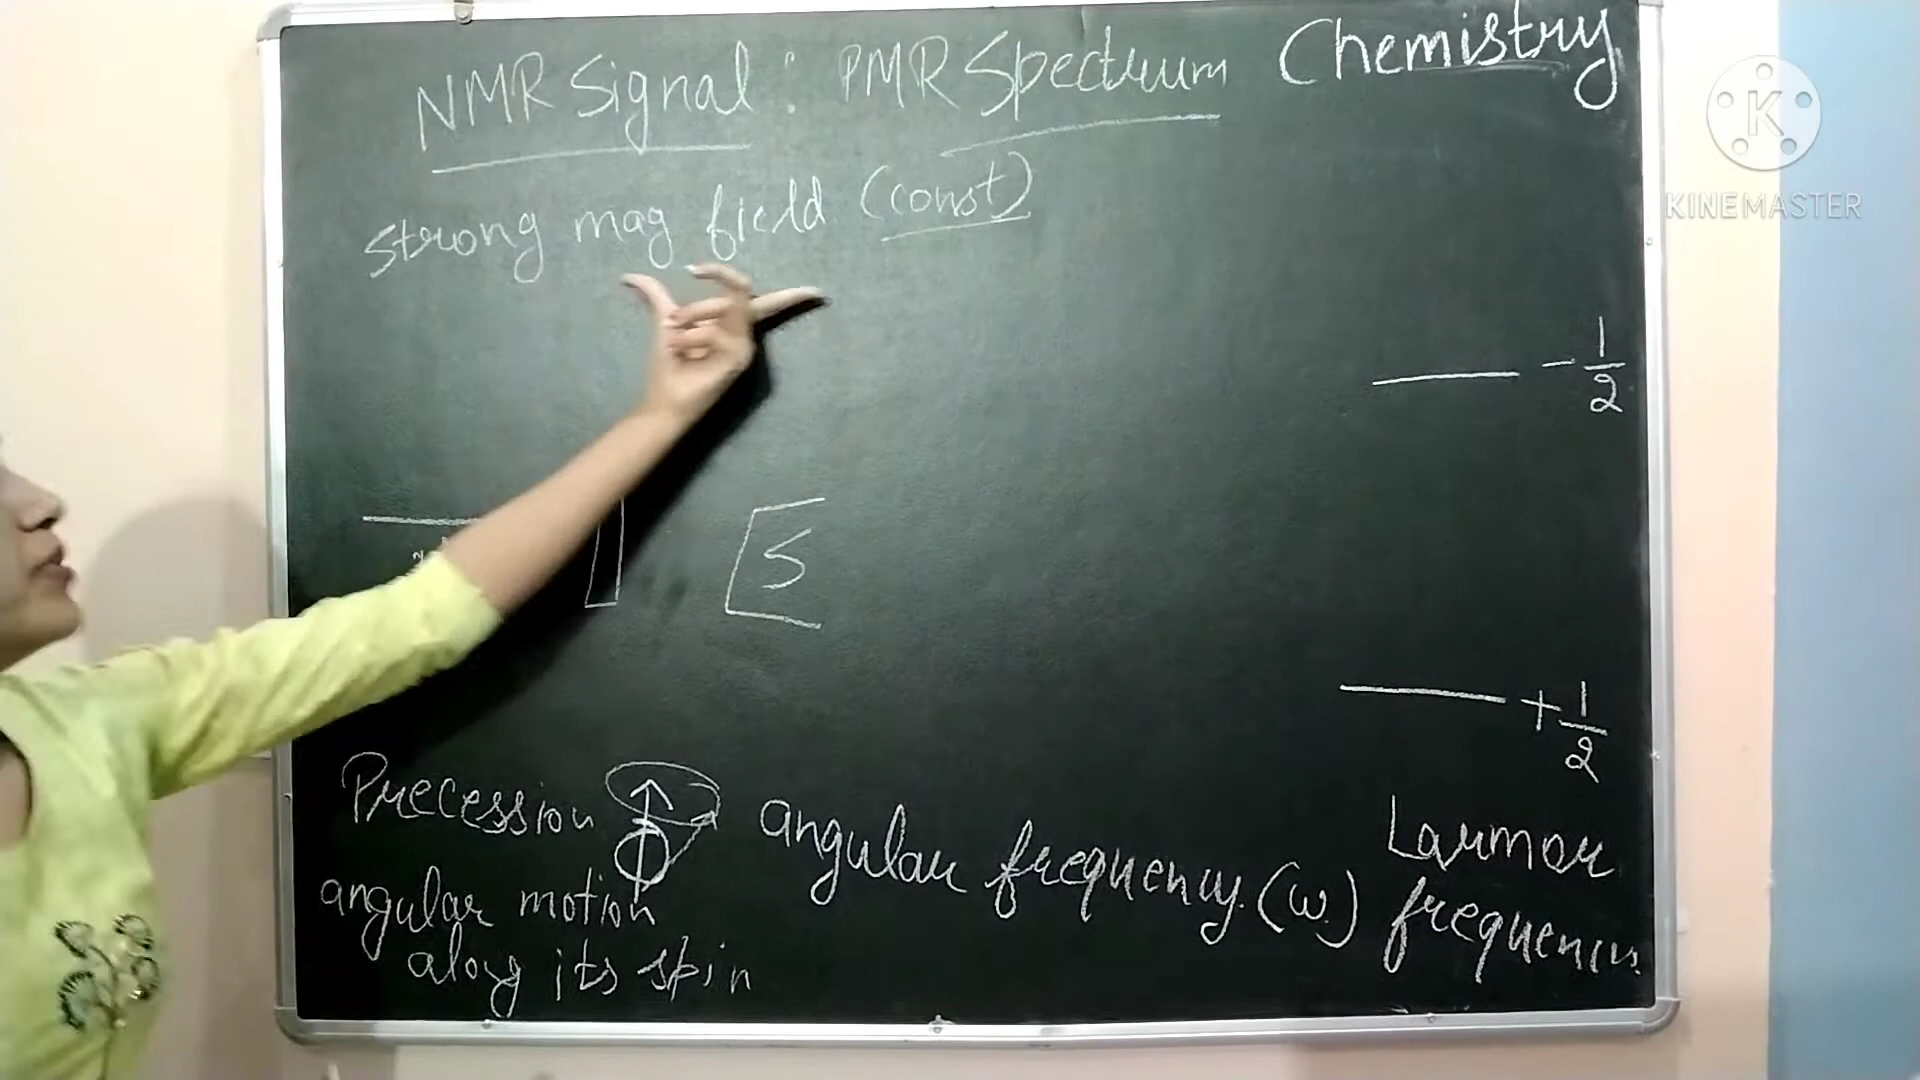 NMR Signal : PMR Spectrum Chemistry
K
KINEMASTER
strong mag field (const)
- 1/2
S
+ 1/2
Precession angular frequency (ω) Larmor frequency
angular motion
along its spin